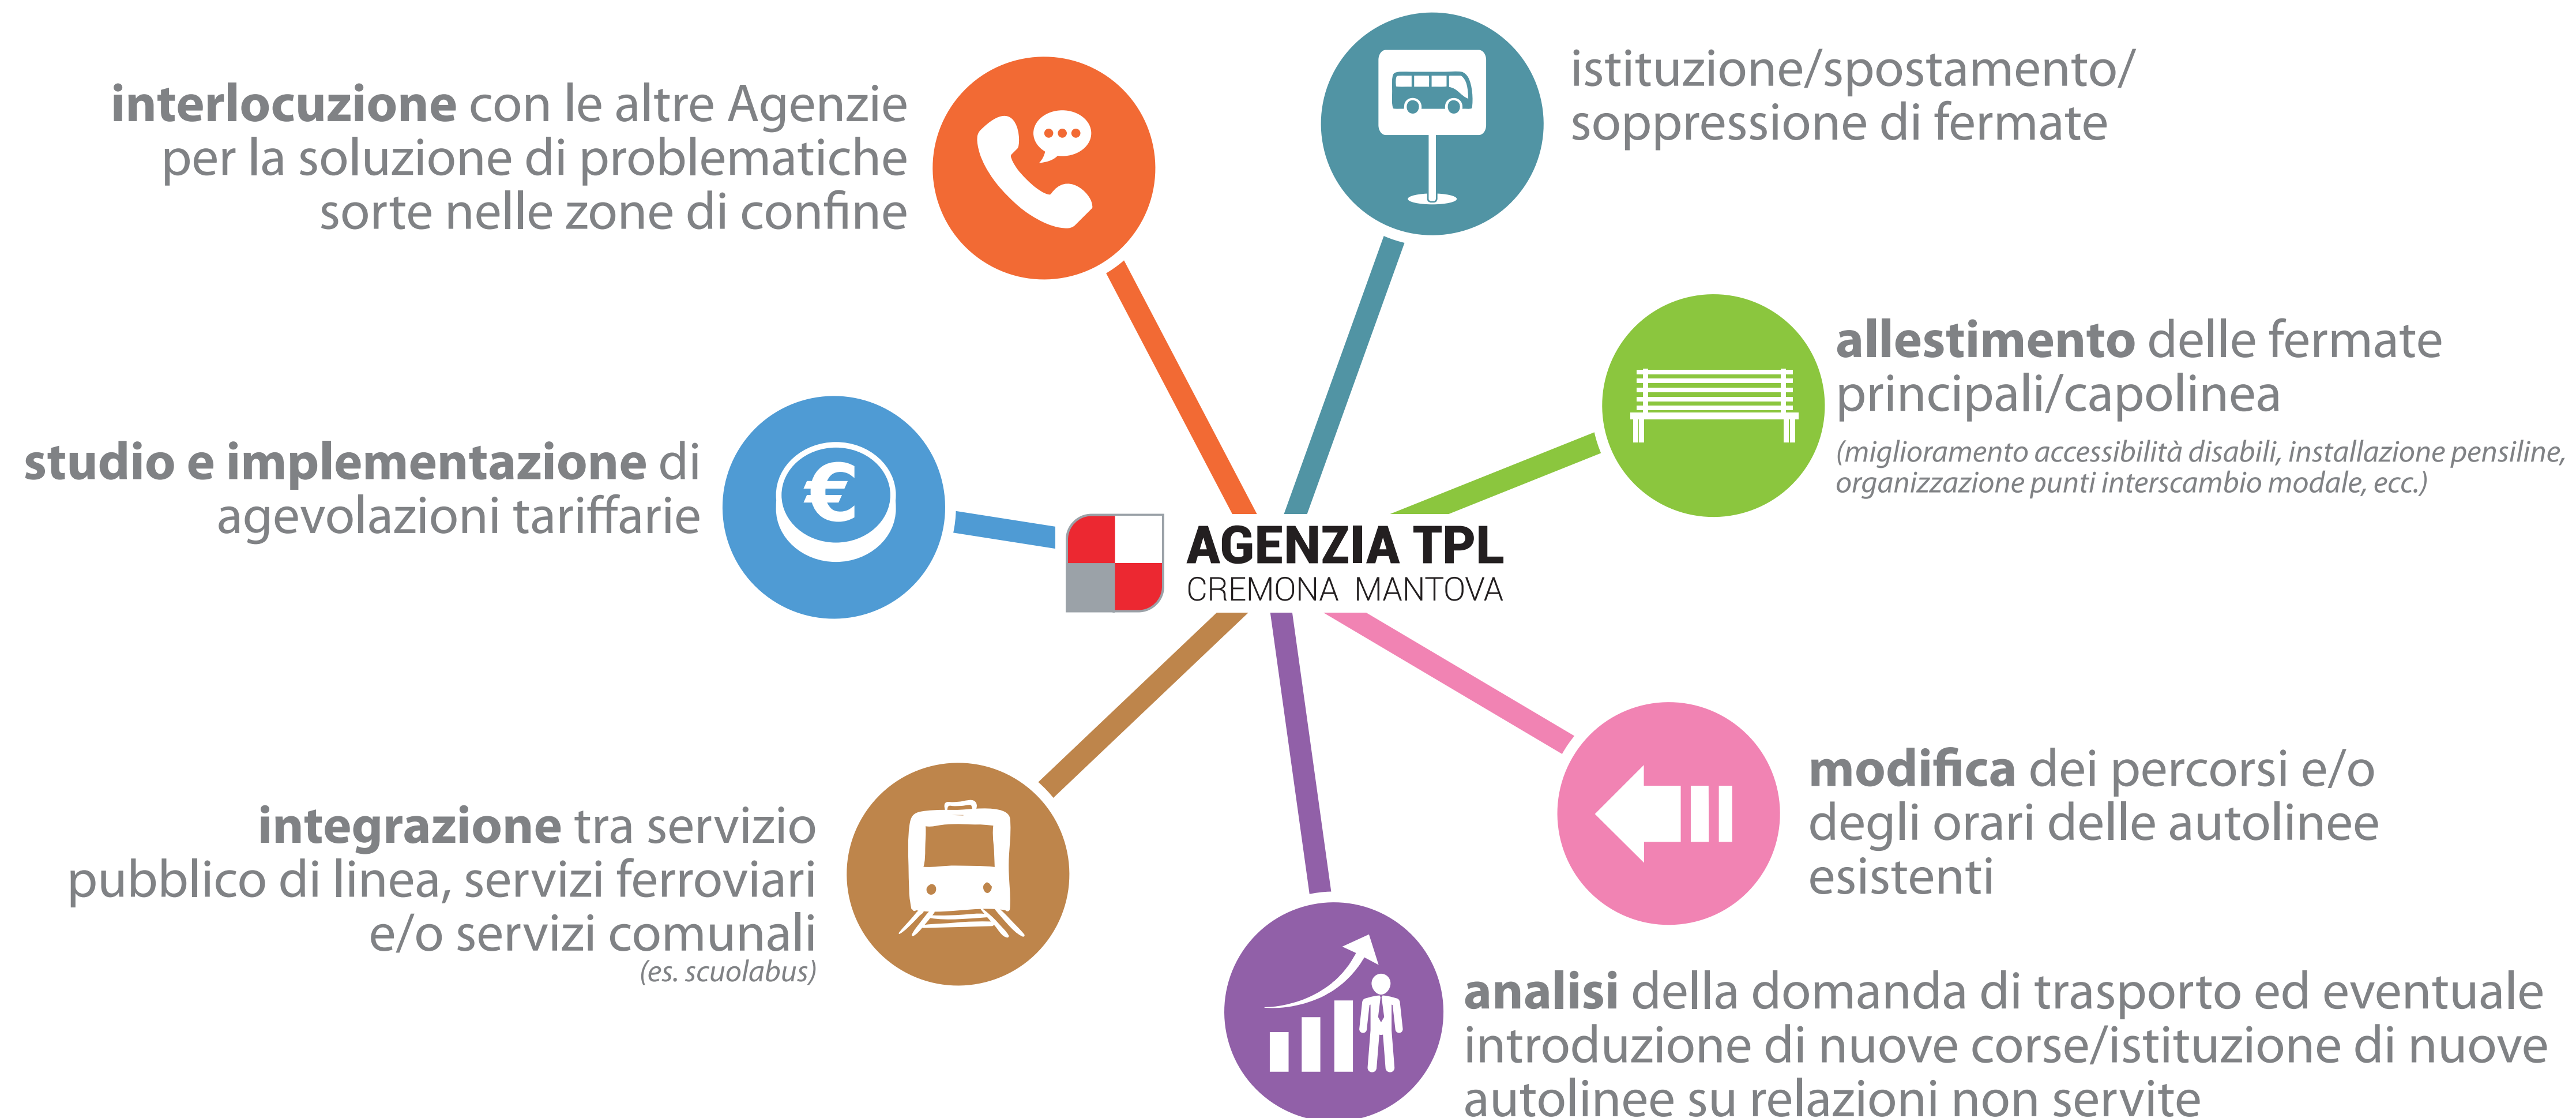 interlocuzione con le altre Agenzie
per la soluzione di problematiche
sorte nelle zone di confine
istituzione/spostamento/
soppressione di fermate
allestimento delle fermate
principali/capolinea
(miglioramento accessibilità disabili, installazione pensiline,
organizzazione punti interscambio modale, ecc.)
studio e implementazione di
agevolazioni tariffarie
€
AGENZIA TPL
CREMONA MANTOVA
modifica dei percorsi e/o
degli orari delle autolinee
esistenti
integrazione tra servizio
pubblico di linea, servizi ferroviari
e/o servizi comunali
(es. scuolabus)
analisi della domanda di trasporto ed eventuale
introduzione di nuove corse/istituzione di nuove
autolinee su relazioni non servite